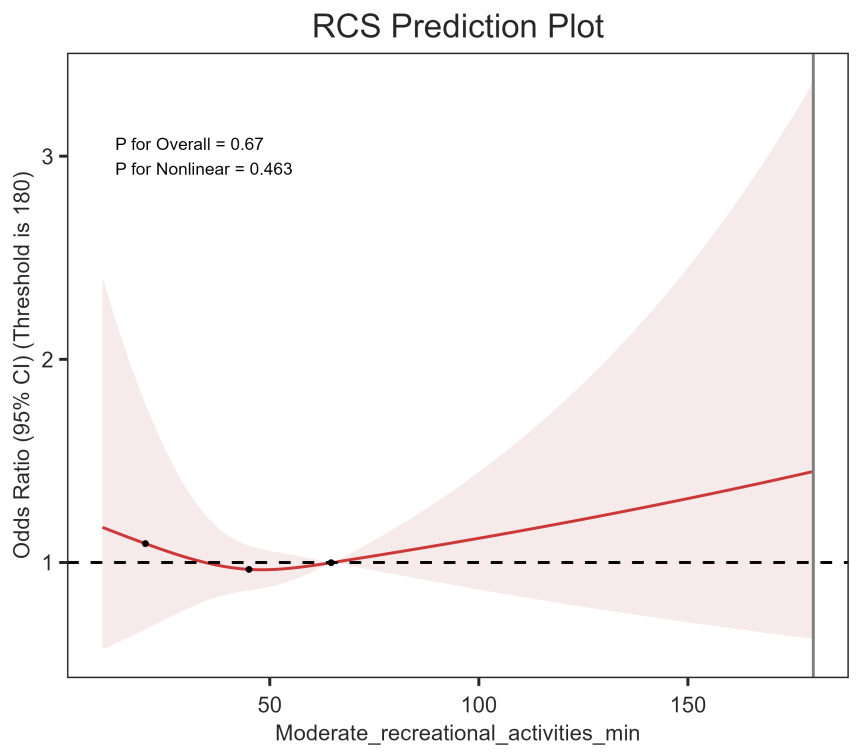 RCS Prediction Plot
P for Overall = 0.67
P for Nonlinear = 0.463
Odds Ratio (95% CI) (Threshold is 180)
3
2
1
50 100 150
Moderate_recreational_activities_min